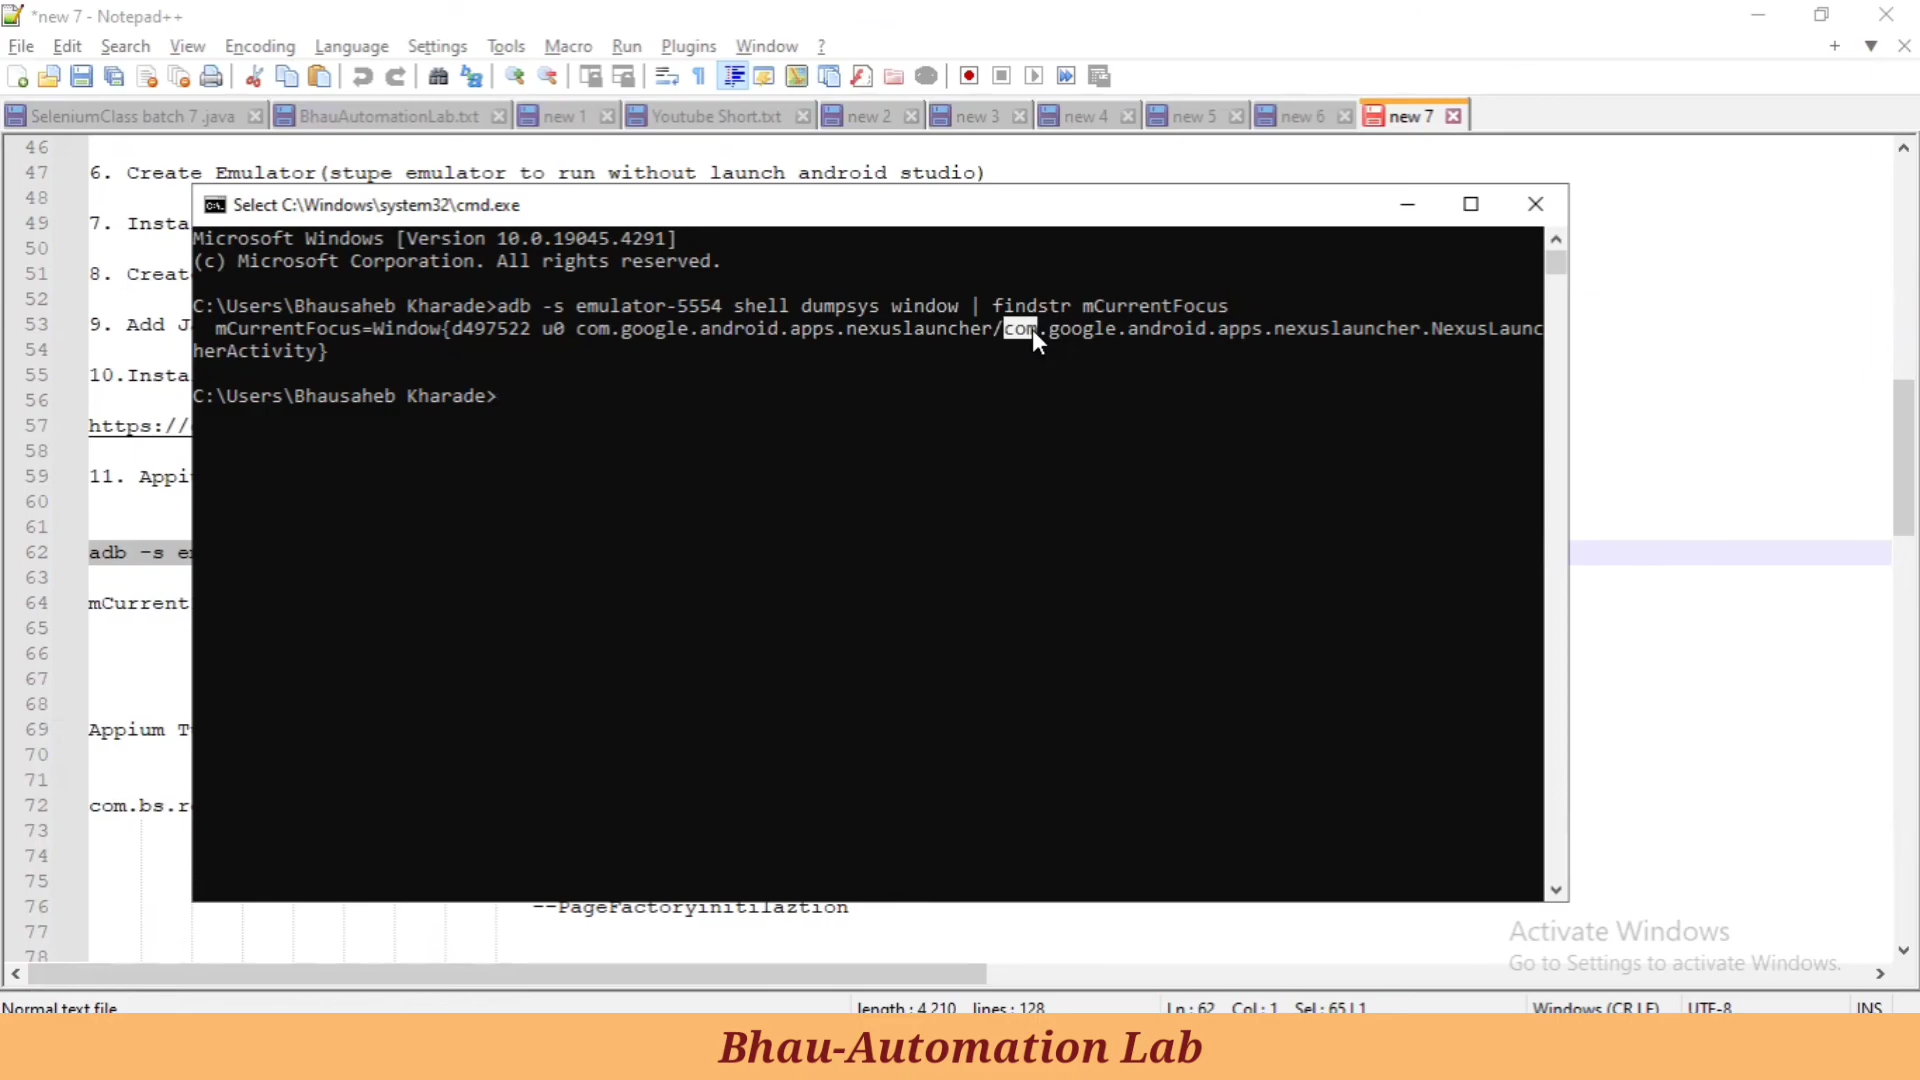 *new 7 - Notepad++
File Edit Search View Encoding Language Settings Tools Macro Run Plugins Window ?
SeleniumClass batch 7 .java BhauAutomationLab.txt new 1 Youtube Short.txt new 2 new 3 new 4 new 5 new 6 new 7
46
47 6. Create Emulator(stupe emulator to run without launch android studio)
Select C:\Windows\system32\cmd.exe
Microsoft Windows [Version 10.0.19045.4291]
(c) Microsoft Corporation. All rights reserved.
C:\Users\Bhausaheb Kharade>adb -s emulator-5554 shell dumpsys window | findstr mCurrentFocus
mCurrentFocus=Window{d497522 u0 com.google.android.apps.nexuslauncher/com.google.android.apps.nexuslauncher.NexusLaunc
herActivity}
C:\Users\Bhausaheb Kharade>
48
49 7. Insta
50
51 8. Creat
52
53 9. Add J
54
55 10.Insta
56
57 https://
58
59 11. Appi
60
61
62 adb -s e
63
64 mCurrent
65
66
67
68
69 Appium T
70
71
72 com.bs.r
73
74
75
76 --PageFactoryinitilaztion
77
78
Activate Windows
Go to Settings to activate Windows.
Normal text file length : 4,210 lines : 128 Ln : 62 Col : 1 Sel : 65 | 1 Windows (CR LF) UTF-8 INS
Bhau-Automation Lab